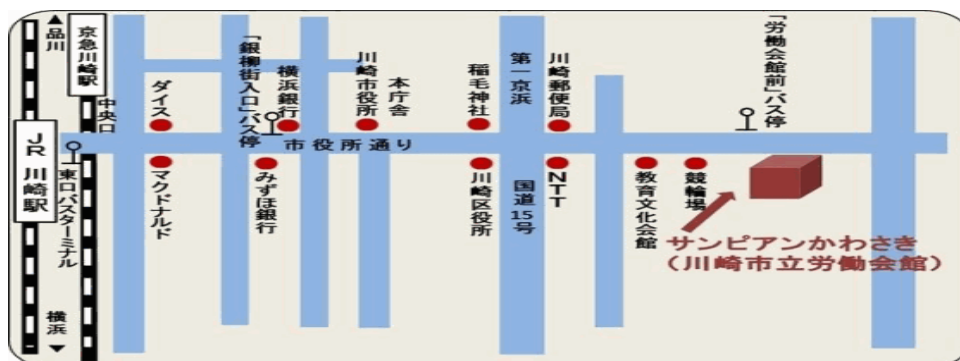 ▲品川
京急川崎駅
中央口
JR 川崎駅
東口バスターミナル
横浜▼
ダイス
マクドナルド
「銀柳街入口」バス停
横浜銀行
みずほ銀行
川崎市役所
本庁舎
市役所通り
稲毛神社
川崎区役所
第一京浜
国道15号
川崎郵便局
NTT
教育文化会館
競輪場
「労働会館前」バス停
サンピアンかわさき
(川崎市立労働会館)